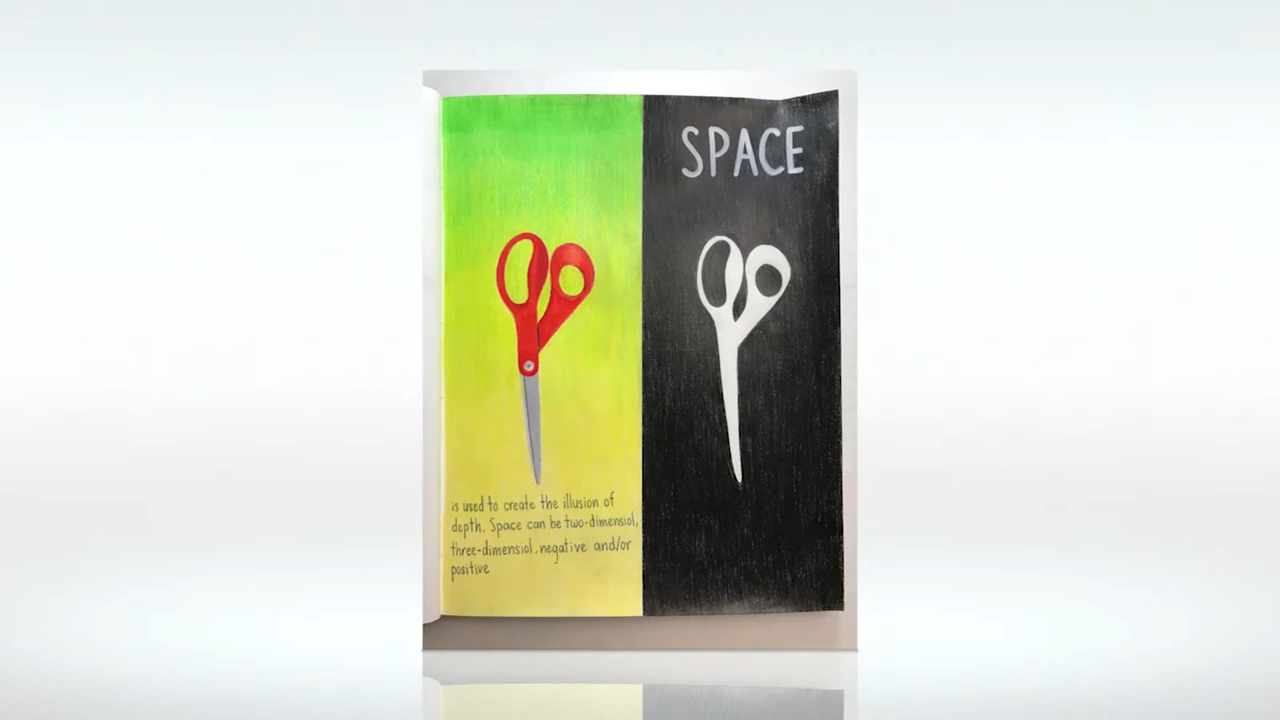 SPACE
is used to create the illusion of
depth. Space can be two-dimensiol,
three-dimensiol, negative and/or
positive